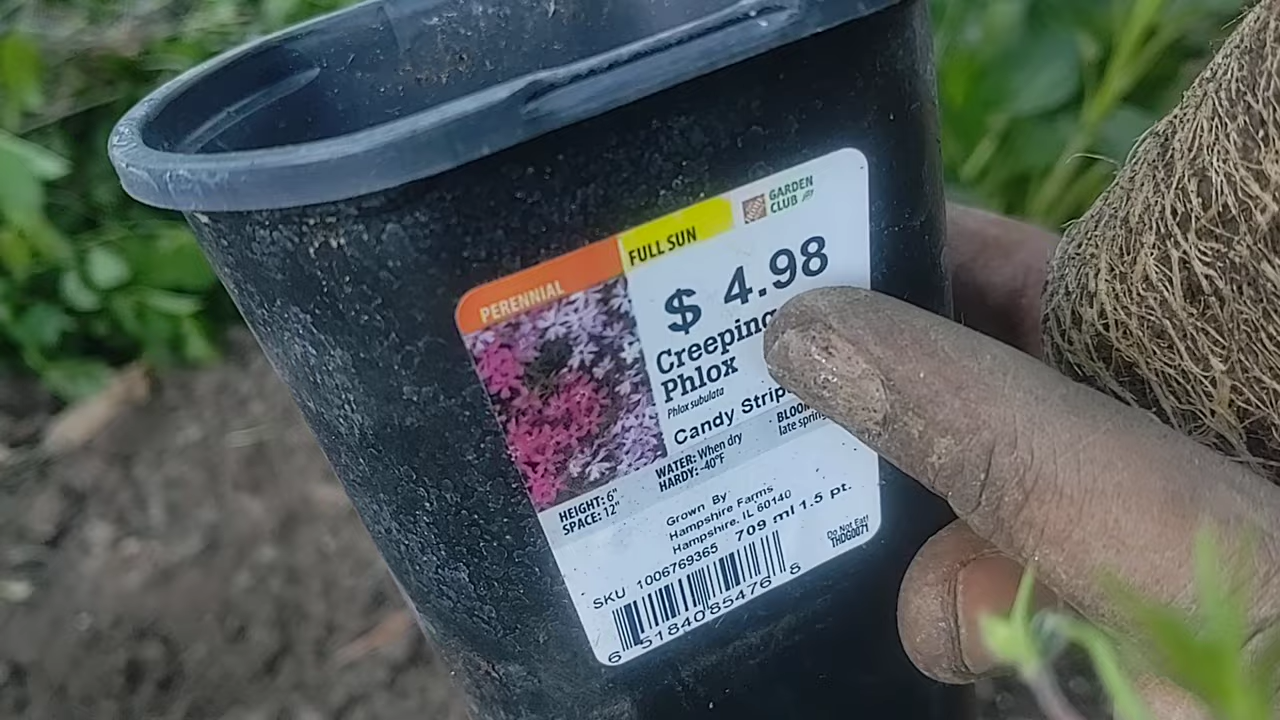 PERENNIAL
FULL SUN
GARDEN
CLUB
$ 4.98
Creeping
Phlox
Phlox subulata
Candy Strip
WATER: When dry
HARDY: -40°F
BLOOM
late spring
HEIGHT: 6"
SPACE: 12"
Grown By
Hampshire Farms
Hampshire, IL 60140
709 ml 1.5 pt.
Do Not Eat!
THDG0071
SKU 1006769365
6 51840 85476 5